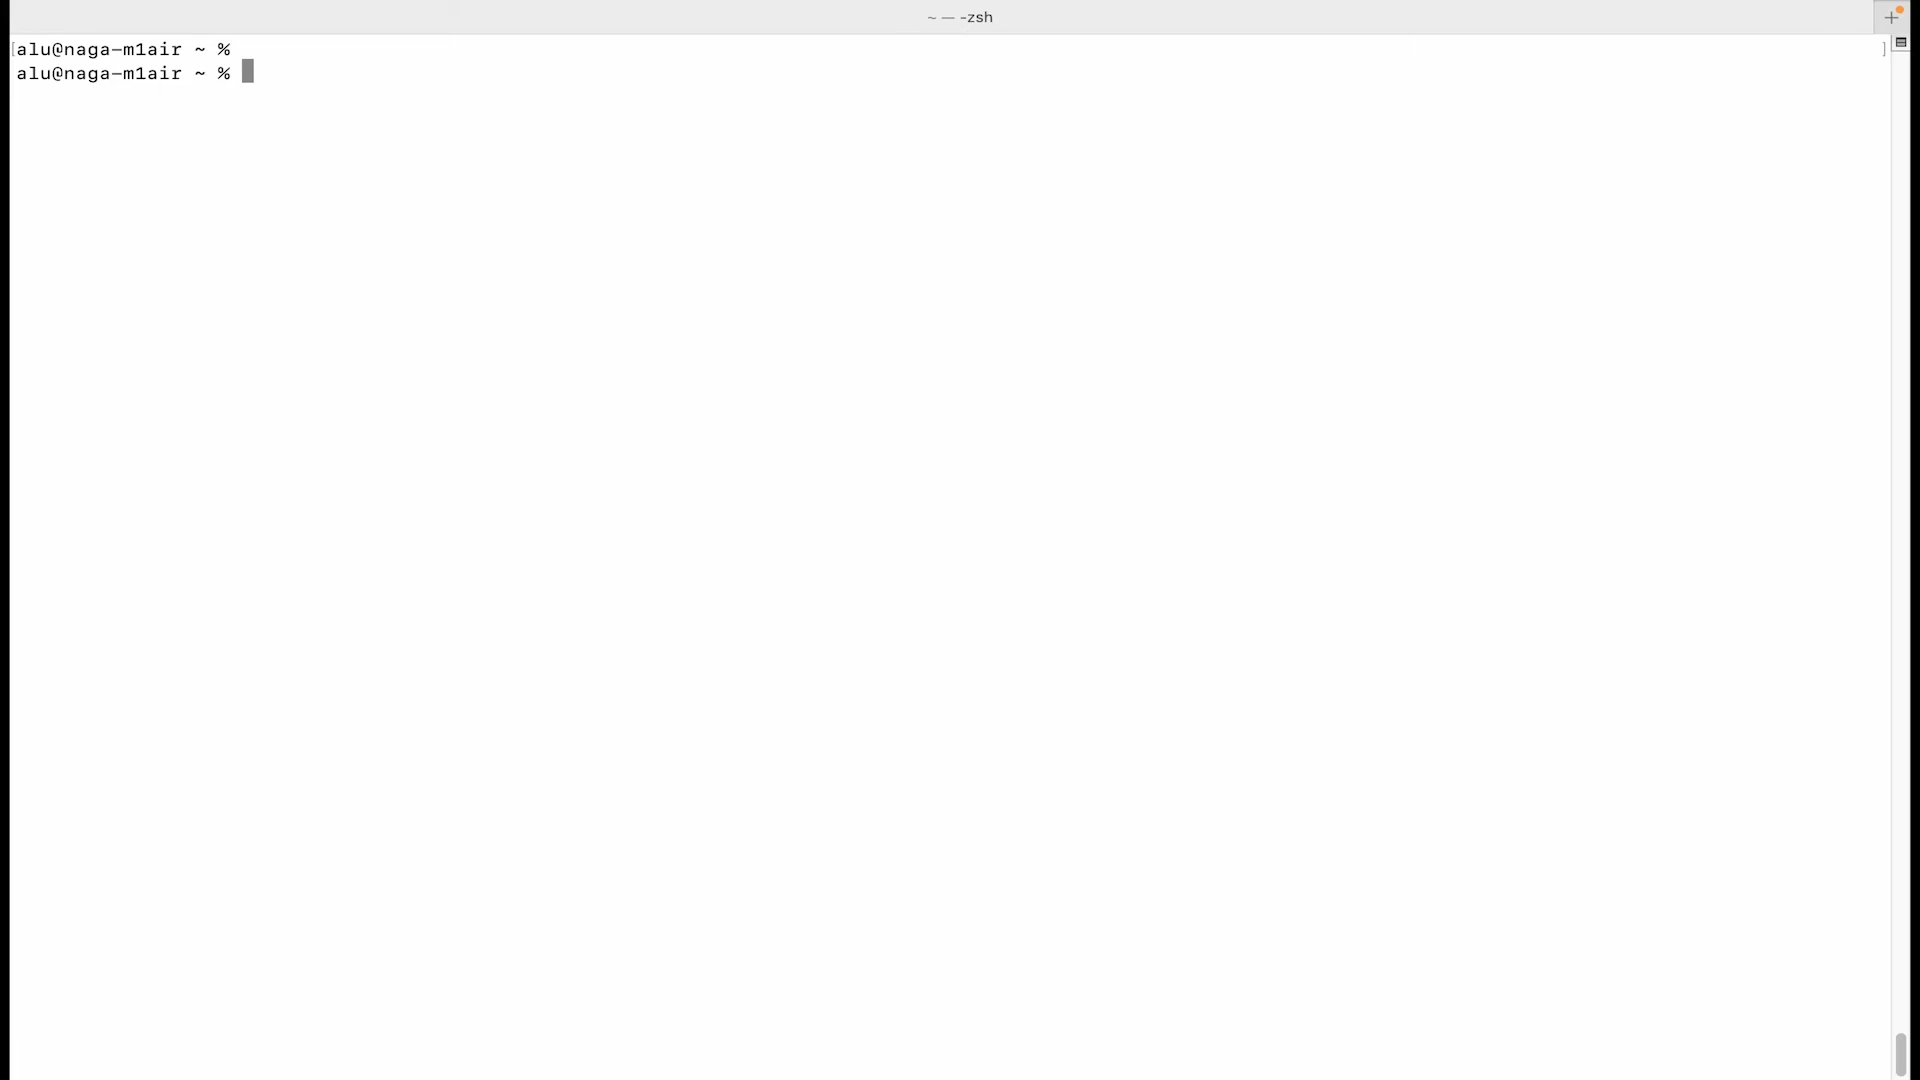 ~ — -zsh
[alu@naga-m1air ~ % ]
alu@naga-m1air ~ %